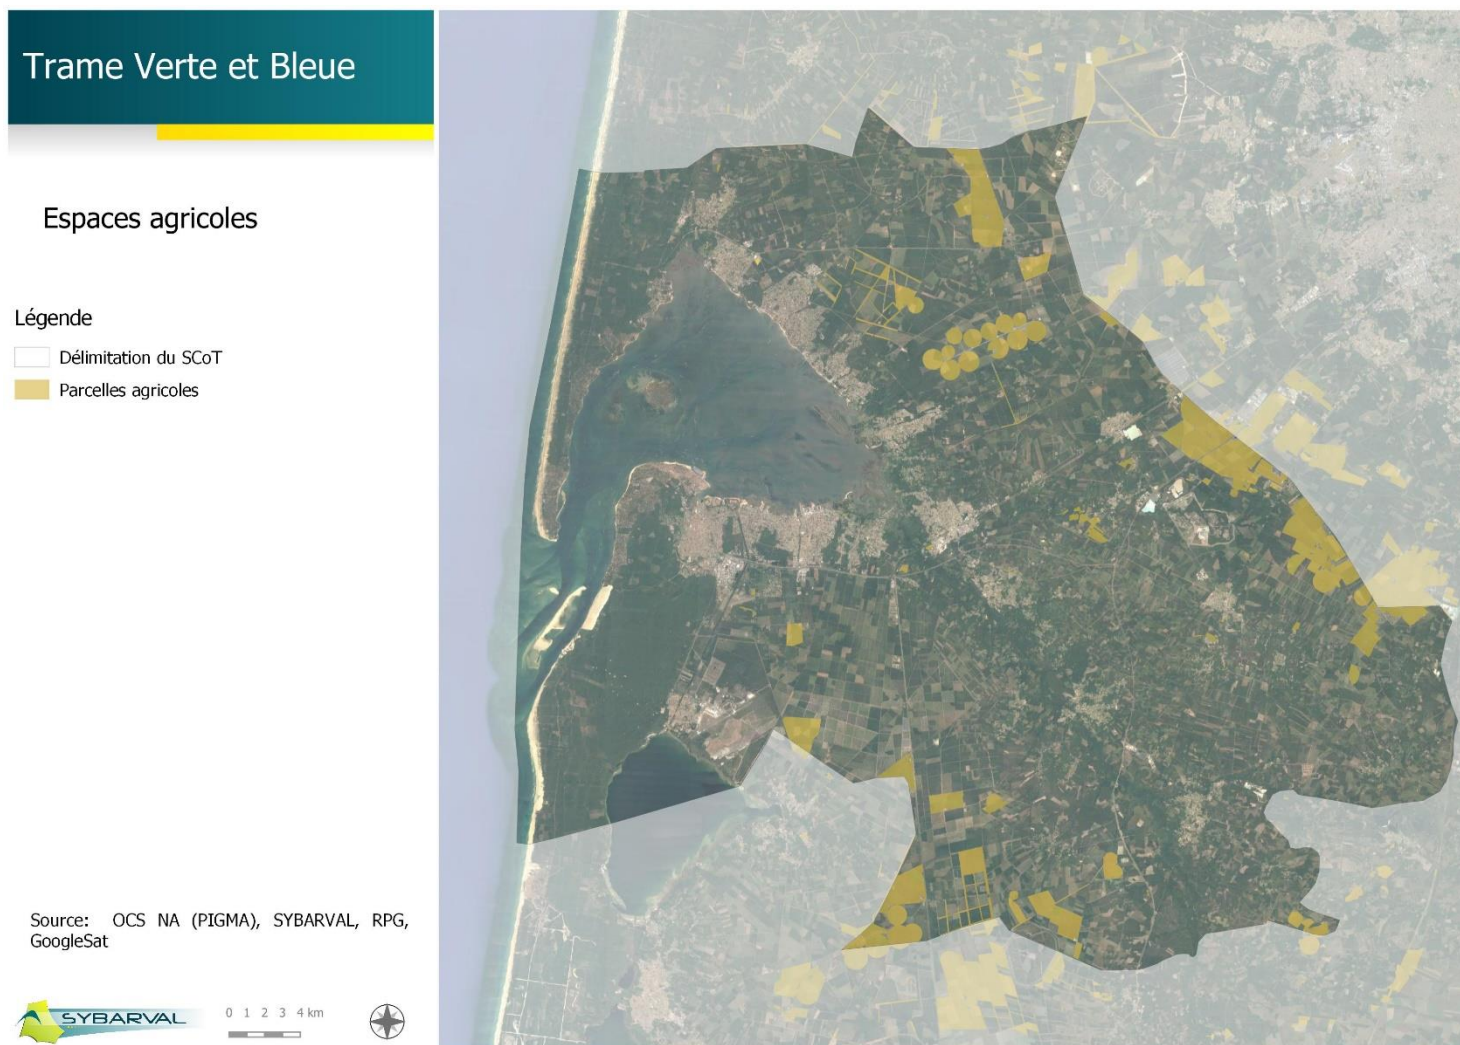 Trame Verte et Bleue
Espaces agricoles
Légende
Délimitation du SCoT
Parcelles agricoles
Source: OCS NA (PIGMA), SYBARVAL, RPG,
GoogleSat
SYBARVAL
0 1 2 3 4 km